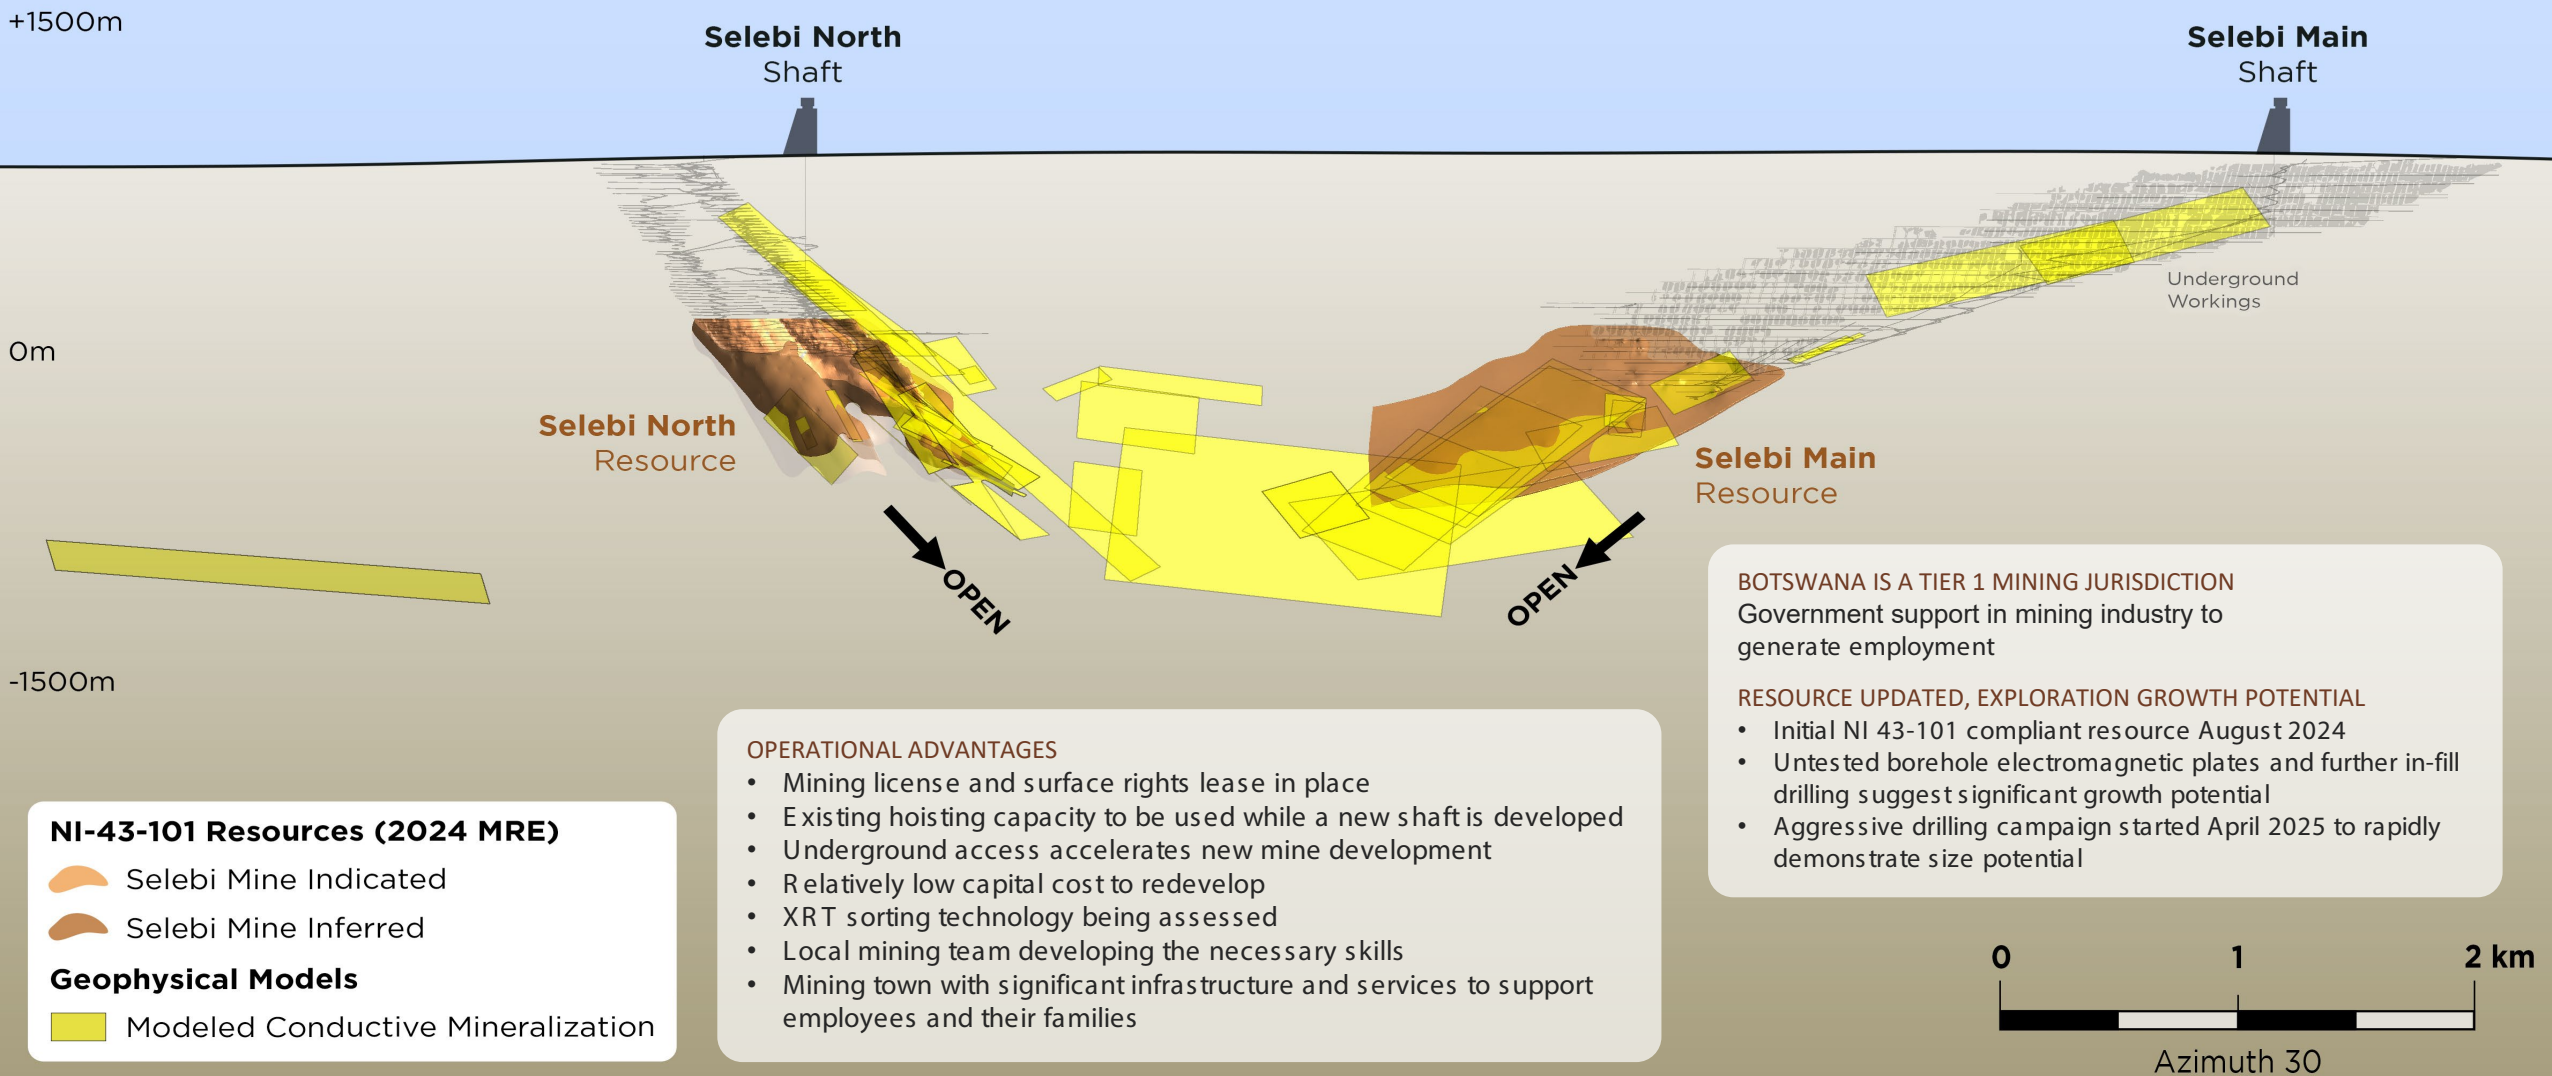 +1500m
Selebi North
Shaft
Selebi Main
Shaft
Underground
Workings
0m
Selebi North
Resource
Selebi Main
Resource
OPEN
OPEN
-1500m
BOTSWANA IS A TIER 1 MINING JURISDICTION
Government support in mining industry to
generate employment
RESOURCE UPDATED, EXPLORATION GROWTH POTENTIAL
• Initial NI 43-101 compliant resource August 2024
• Untested borehole electromagnetic plates and further in-fill
drilling suggest significant growth potential
• Aggressive drilling campaign started April 2025 to rapidly
demonstrate size potential
OPERATIONAL ADVANTAGES
• Mining license and surface rights lease in place
• Existing hoisting capacity to be used while a new shaft is developed
• Underground access accelerates new mine development
• Relatively low capital cost to redevelop
• XRT sorting technology being assessed
• Local mining team developing the necessary skills
• Mining town with significant infrastructure and services to support
employees and their families
NI-43-101 Resources (2024 MRE)
Selebi Mine Indicated
Selebi Mine Inferred
Geophysical Models
Modeled Conductive Mineralization
0 1 2 km
Azimuth 30